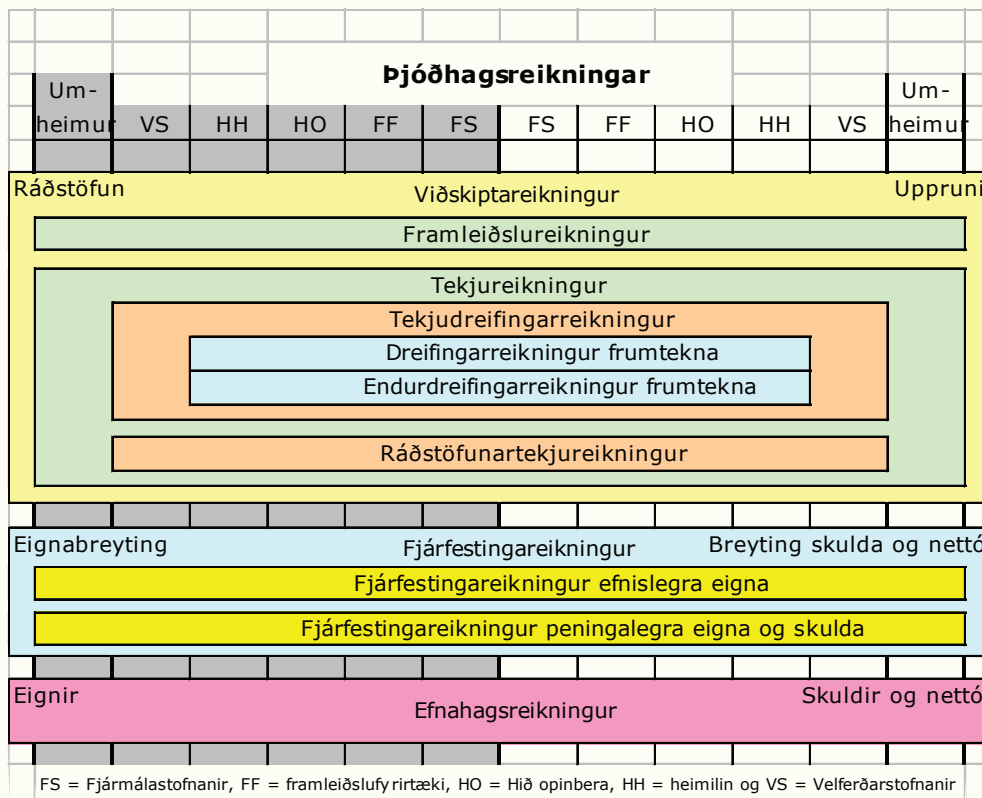 Þjóðhagsreikningar
Um- Um-
heimur VS HH HO FF FS FS FF HO HH VS heimur
Ráðstöfun Viðskiptareikningur Uppruni
Framleiðslureikningur
Tekjureikningur
Tekjudreifingarreikningur
Dreifingarreikningur frumtekna
Endurdreifingarreikningur frumtekna
Ráðstöfunartekjureikningur
Eignabreyting Fjárfestingareikningur Breyting skulda og nettó
Fjárfestingareikningur efnislegra eigna
Fjárfestingareikningur peningalegra eigna og skulda
Eignir Efnahagsreikningur Skuldir og nettó
FS = Fjármálastofnanir, FF = framleiðslufyrirtæki, HO = Hið opinbera, HH = heimilin og VS = Velferðarstofnanir